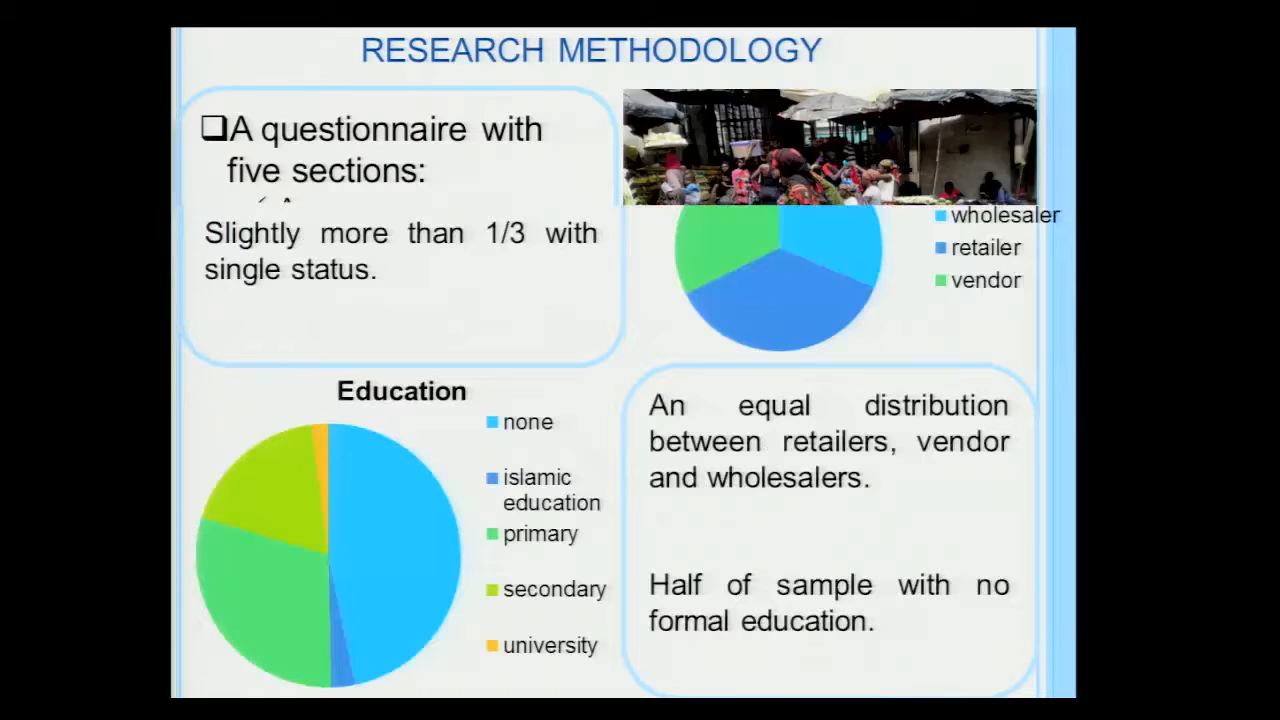 RESEARCH METHODOLOGY
❑A questionnaire with
five sections:
Slightly more than 1/3 with
single status.
wholesaler
retailer
vendor
Education
none
islamic
education
primary
secondary
university
An equal distribution
between retailers, vendor
and wholesalers.
Half of sample with no
formal education.